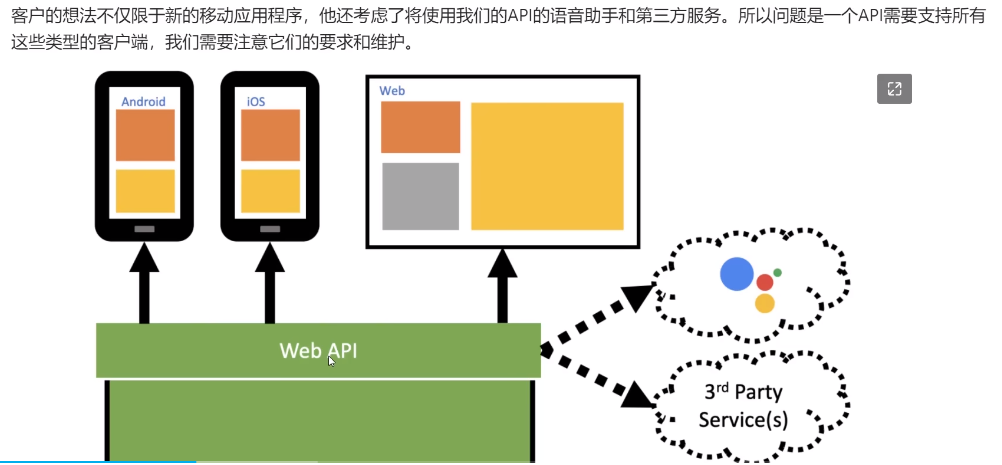 客户的想法不仅限于新的移动应用程序，他还考虑了将使用我们的API的语音助手和第三方服务。所以问题是一个API需要支持所有
这些类型的客户端，我们需要注意它们的要求和维护。
Android
iOS
Web
Web API
3rd Party
Service(s)